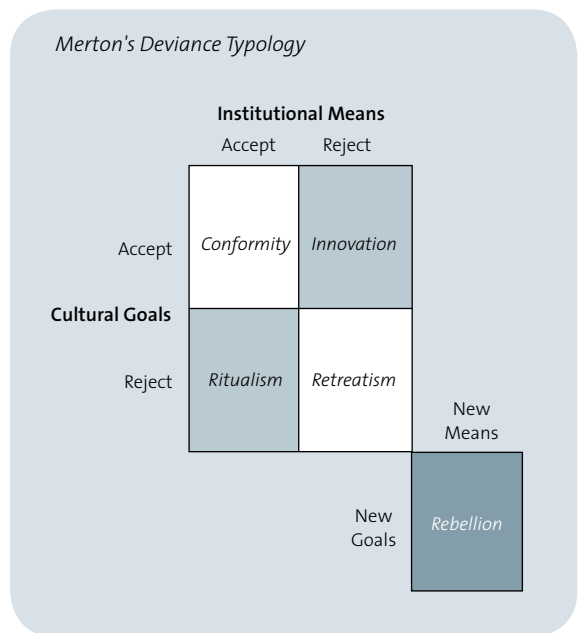 Merton's Deviance Typology
Institutional Means
Accept Reject
Accept Conformity Innovation
Cultural Goals
Reject Ritualism Retreatism
New
Means
New
Goals
Rebellion